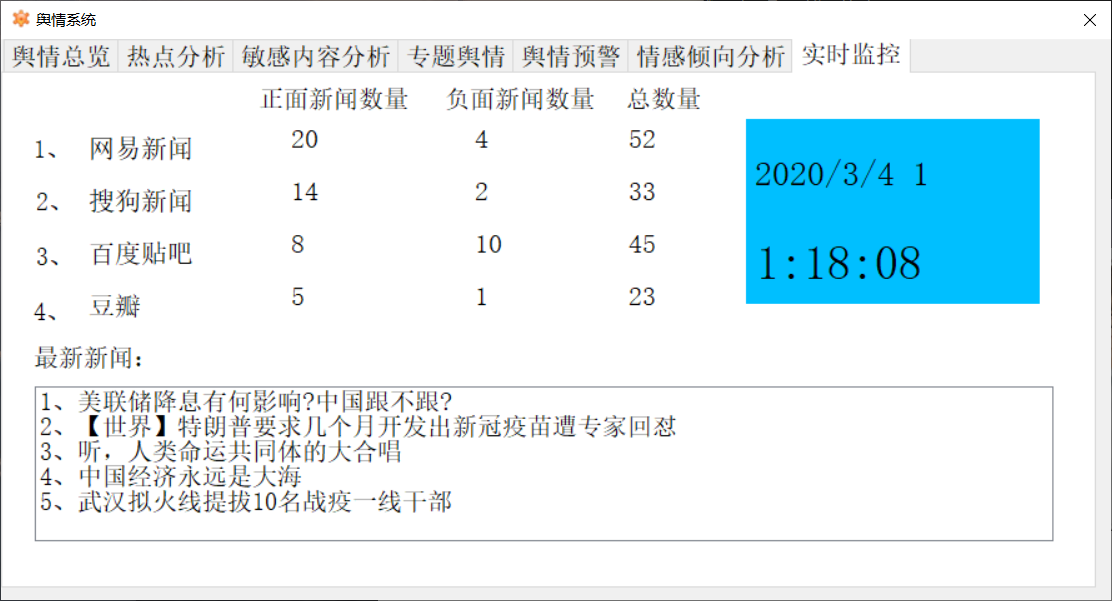 舆情系统
舆情总览 热点分析 敏感内容分析 专题舆情 舆情预警 情感倾向分析 实时监控
正面新闻数量 负面新闻数量 总数量
1、 网易新闻 20 4 52
2、 搜狗新闻 14 2 33
3、 百度贴吧 8 10 45
4、 豆瓣 5 1 23
2020/3/4 1
1:18:08
最新新闻：
1、美联储降息有何影响?中国跟不跟?
2、【世界】特朗普要求几个月开发出新冠疫苗遭专家回怼
3、听，人类命运共同体的大合唱
4、中国经济永远是大海
5、武汉拟火线提拔10名战疫一线干部